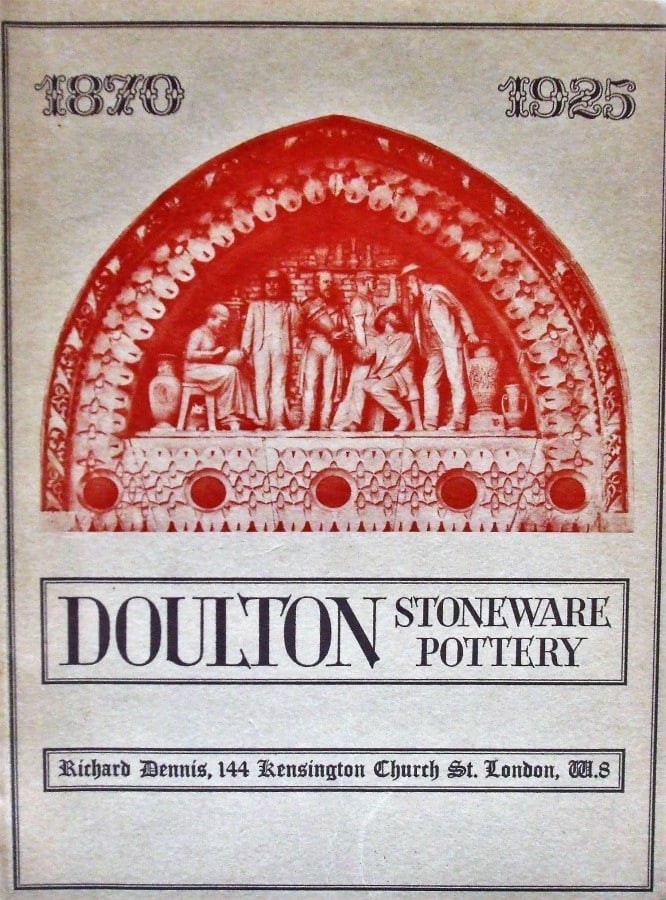 1870 1925
DOULTON STONEWARE
POTTERY
Richard Dennis, 144 Kensington Church St. London, W.8